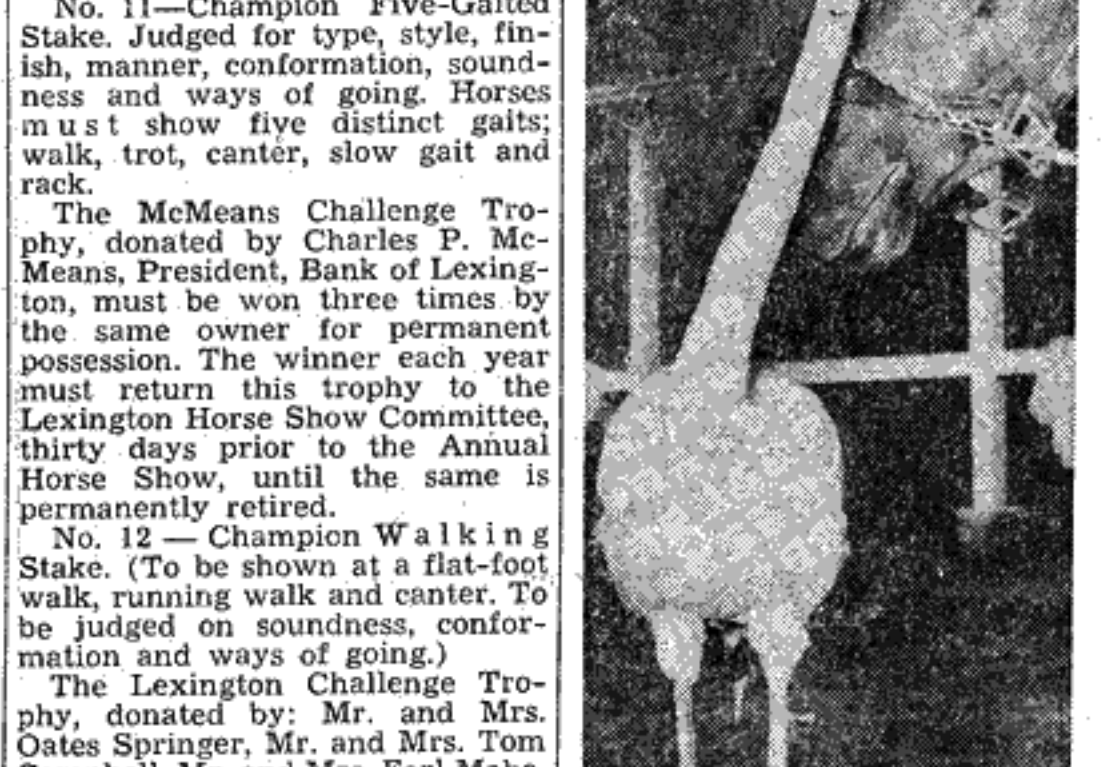 No. 11—Champion Five-Gaited
Stake. Judged for type, style, fin-
ish, manner, conformation, sound-
ness and ways of going. Horses
must show five distinct gaits;
walk, trot, canter, slow gait and
rack.
The McMeans Challenge Tro-
phy, donated by Charles P. Mc-
Means, President, Bank of Lexing-
ton, must be won three times by
the same owner for permanent
possession. The winner each year
must return this trophy to the
Lexington Horse Show Committee,
thirty days prior to the Annual
Horse Show, until the same is
permanently retired.
No. 12 — Champion Walking
Stake. (To be shown at a flat-foot
walk, running walk and canter. To
be judged on soundness, confor-
mation and ways of going.)
The Lexington Challenge Tro-
phy, donated by: Mr. and Mrs.
Oates Springer, Mr. and Mrs. Tom